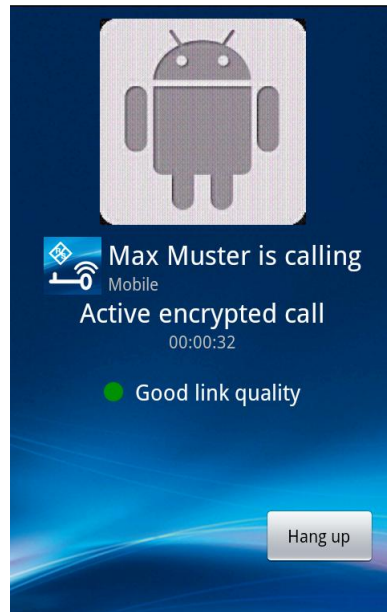 Max Muster is calling
Mobile
Active encrypted call
00:00:32
Good link quality
Hang up